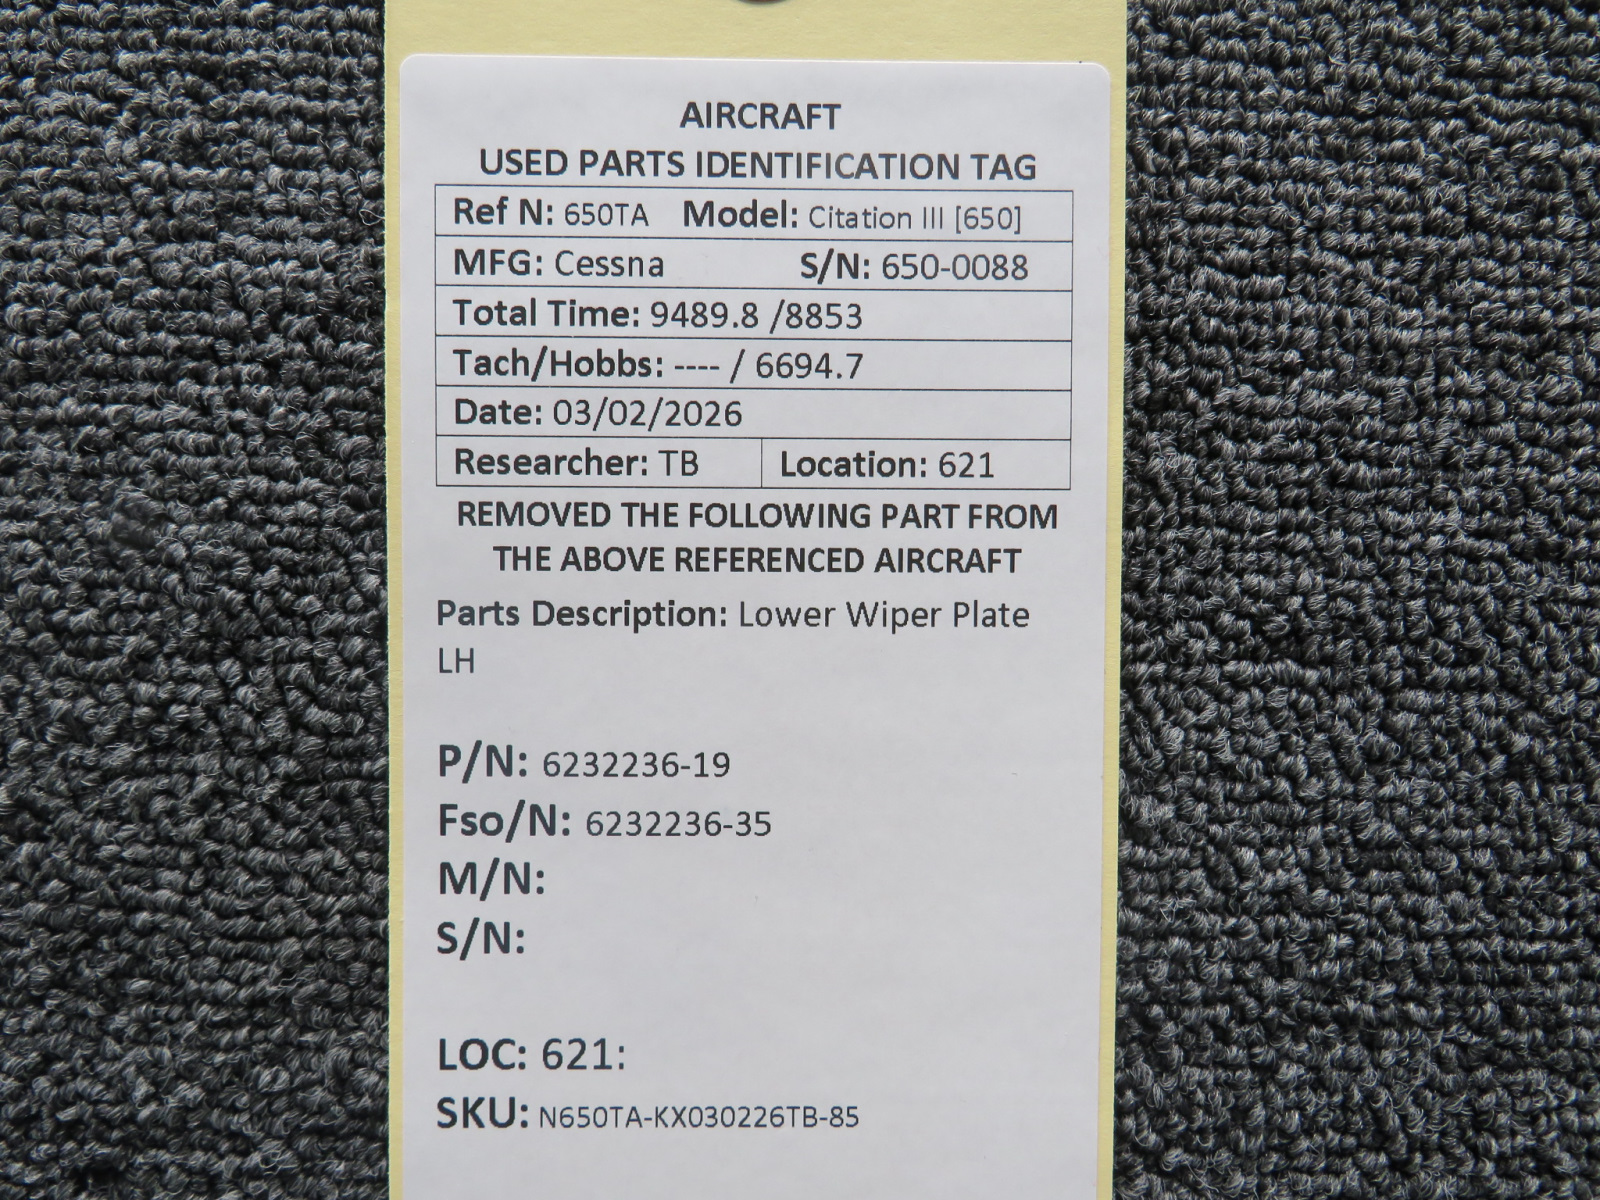 AIRCRAFT
USED PARTS IDENTIFICATION TAG
Ref N: 650TA Model: Citation III [650]
MFG: Cessna S/N: 650-0088
Total Time: 9489.8 /8853
Tach/Hobbs: ---- / 6694.7
Date: 03/02/2026
Researcher: TB Location: 621
REMOVED THE FOLLOWING PART FROM
THE ABOVE REFERENCED AIRCRAFT
Parts Description: Lower Wiper Plate
LH
P/N: 6232236-19
Fso/N: 6232236-35
M/N:
S/N:
LOC: 621:
SKU: N650TA-KX030226TB-85